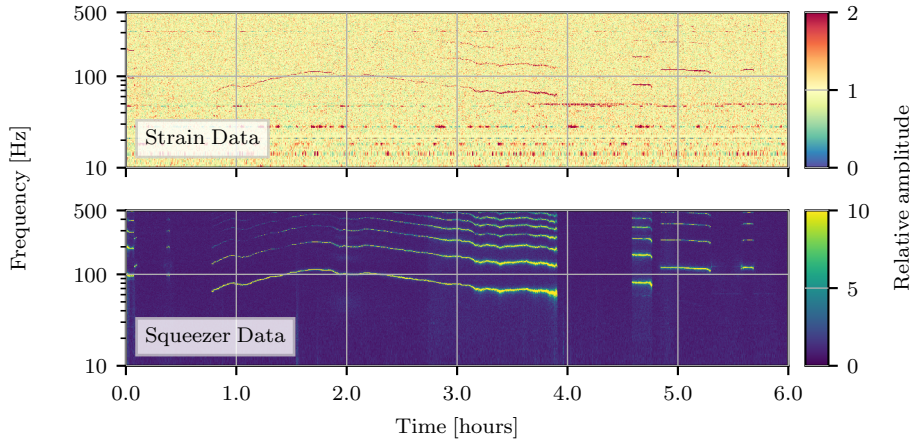 500
100
10
Strain Data
2
1
0
500
100
10
Squeezer Data
10
5
0
0.0 1.0 2.0 3.0 4.0 5.0 6.0
Time [hours]
Frequency [Hz]
Relative amplitude